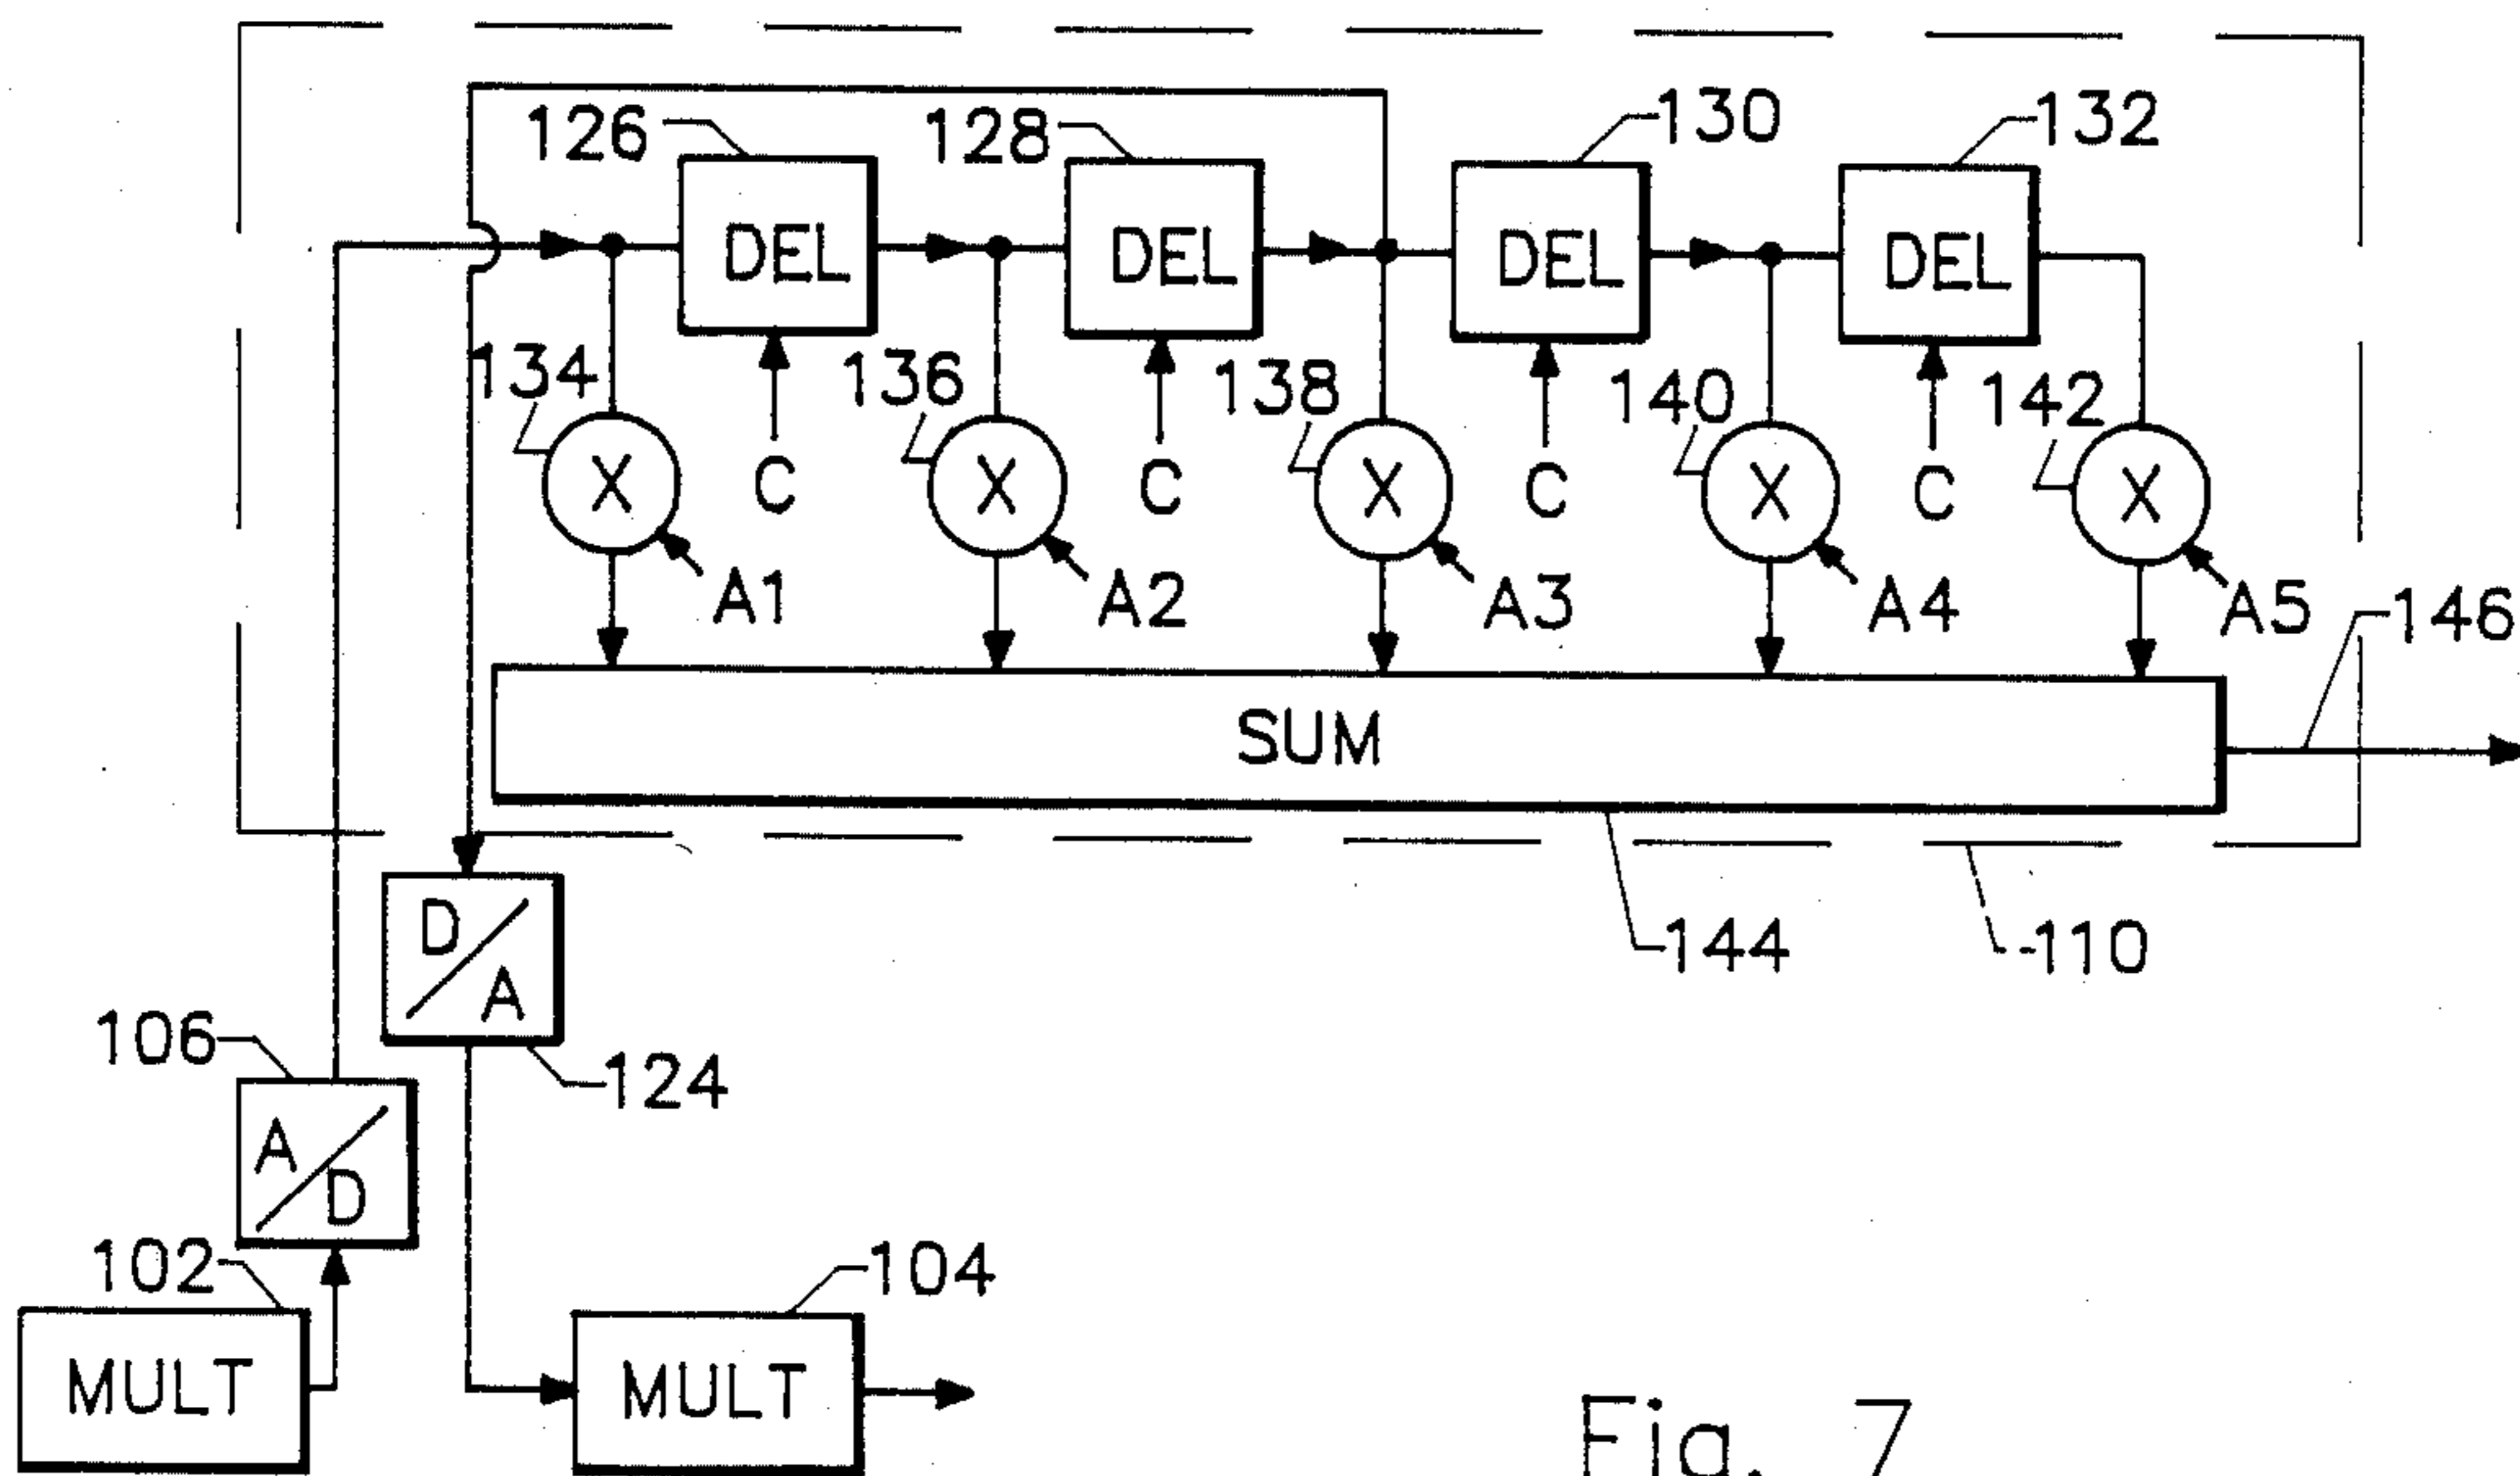 126 128 130 132
DEL DEL DEL DEL
134 136 138 140 142
X C X C X C X C X
A1 A2 A3 A4 A5 146
SUM
D/A
144 110
106 124
A/D
102 104
MULT MULT
Fig. 7